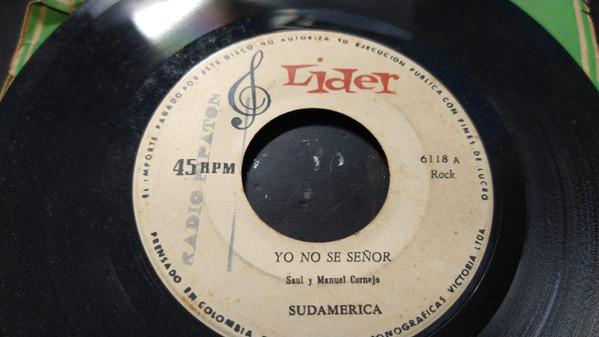 EL IMPORTE PAGADO POR ESTE DISCO NO AUTORIZA SU EJECUCION PUBLICA CON FINES DE LUCRO
Lider
RADIO
45 RPM
6118 A
Rock
YO NO SE SEÑOR
Saul y Manuel Cornejo
SUDAMERICA
PRENSADO EN COLOMBIA
FONOGRAFICAS VICTORIA LTDA